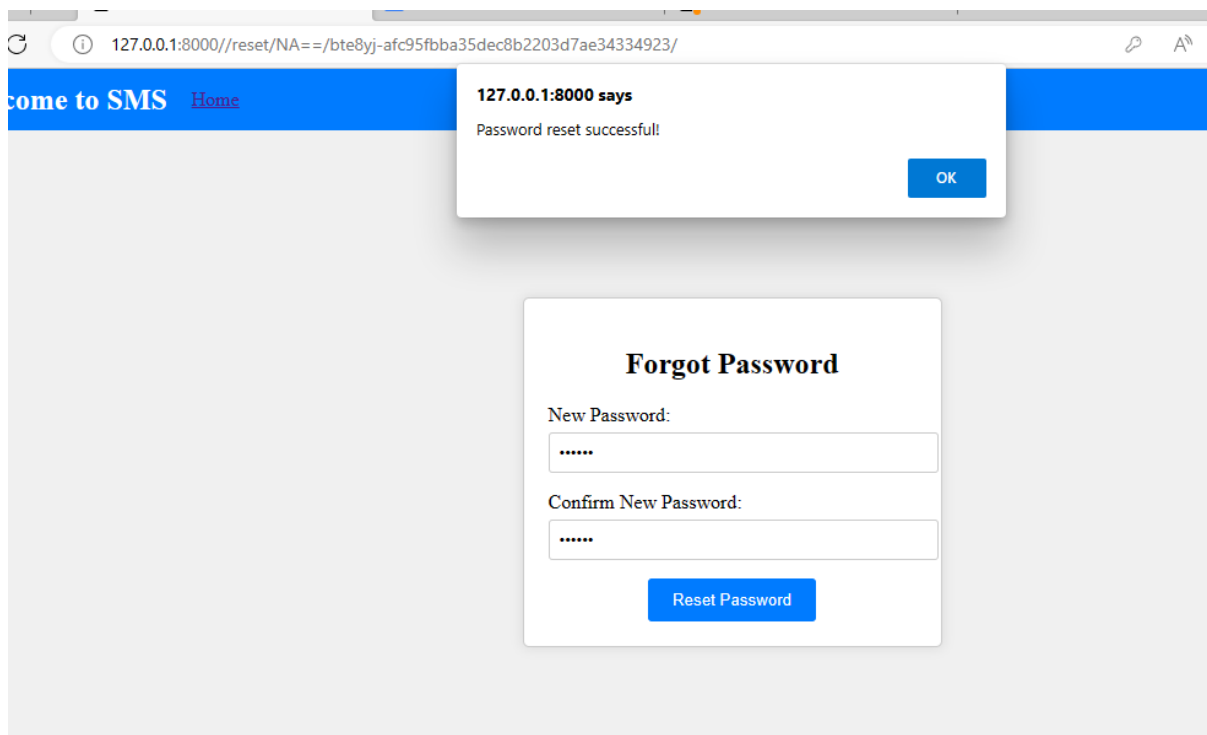 127.0.0.1:8000//reset/NA==/bte8yj-afc95fbba35dec8b2203d7ae34334923/
come to SMS Home
127.0.0.1:8000 says
Password reset successful!
OK
Forgot Password
New Password:
Confirm New Password:
Reset Password